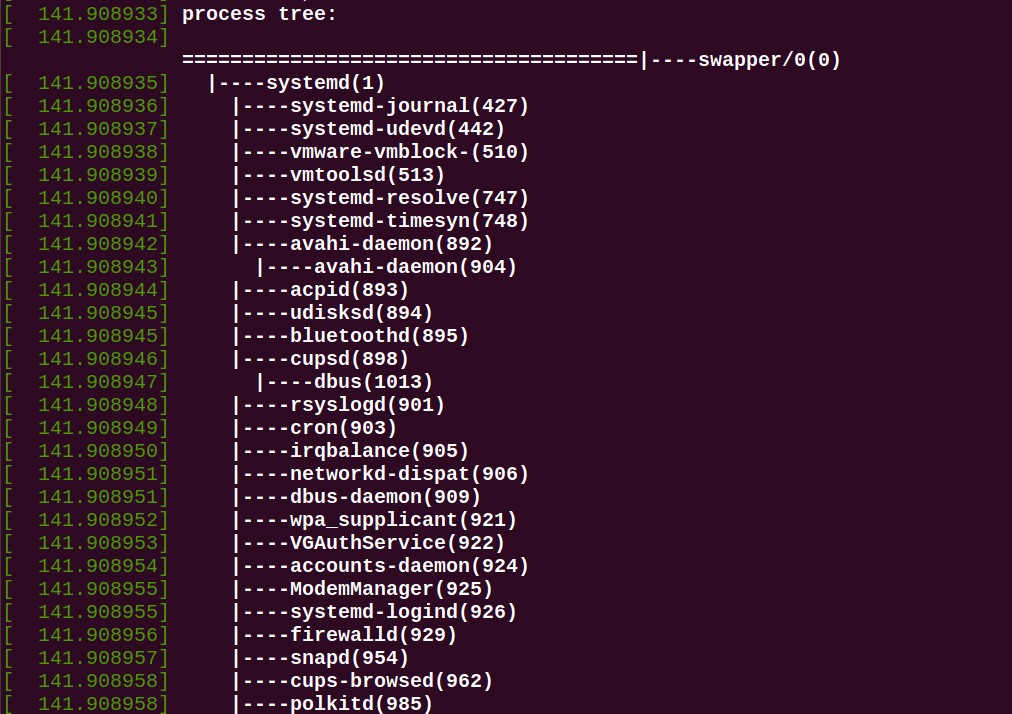 [  141.908933] process tree:
[  141.908934]
               ======================================|----swapper/0(0)
[  141.908935]   |----systemd(1)
[  141.908936]     |----systemd-journal(427)
[  141.908937]     |----systemd-udevd(442)
[  141.908938]     |----vmware-vmblock-(510)
[  141.908939]     |----vmtoolsd(513)
[  141.908940]     |----systemd-resolve(747)
[  141.908941]     |----systemd-timesyn(748)
[  141.908942]     |----avahi-daemon(892)
[  141.908943]       |----avahi-daemon(904)
[  141.908944]     |----acpid(893)
[  141.908945]     |----udisksd(894)
[  141.908945]     |----bluetoothd(895)
[  141.908946]     |----cupsd(898)
[  141.908947]       |----dbus(1013)
[  141.908948]     |----rsyslogd(901)
[  141.908949]     |----cron(903)
[  141.908950]     |----irqbalance(905)
[  141.908951]     |----networkd-dispat(906)
[  141.908951]     |----dbus-daemon(909)
[  141.908952]     |----wpa_supplicant(921)
[  141.908953]     |----VGAuthService(922)
[  141.908954]     |----accounts-daemon(924)
[  141.908955]     |----ModemManager(925)
[  141.908955]     |----systemd-logind(926)
[  141.908956]     |----firewalld(929)
[  141.908957]     |----snapd(954)
[  141.908958]     |----cups-browsed(962)
[  141.908958]     |----polkitd(985)